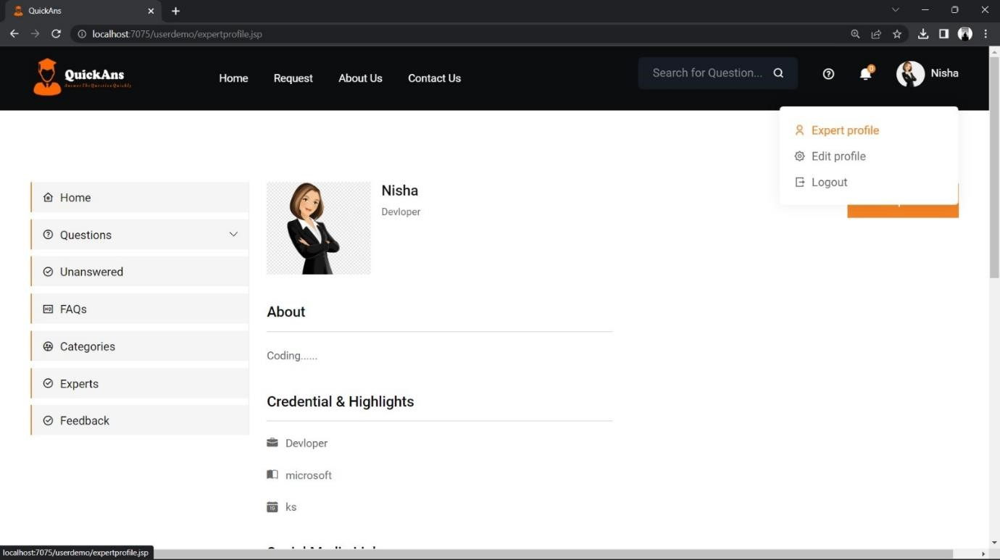 QuickAns
localhost:7075/userdemo/expertprofile.jsp
QuickAns
Answer The Question Quickly
Home Request About Us Contact Us
Search for Question...
0
Nisha
Expert profile
Edit profile
Logout
Home
Questions
Unanswered
FAQs
Categories
Experts
Feedback
Nisha
Devloper
About
Coding......
Credential & Highlights
Devloper
microsoft
19
ks
localhost:7075/userdemo/expertprofile.jsp